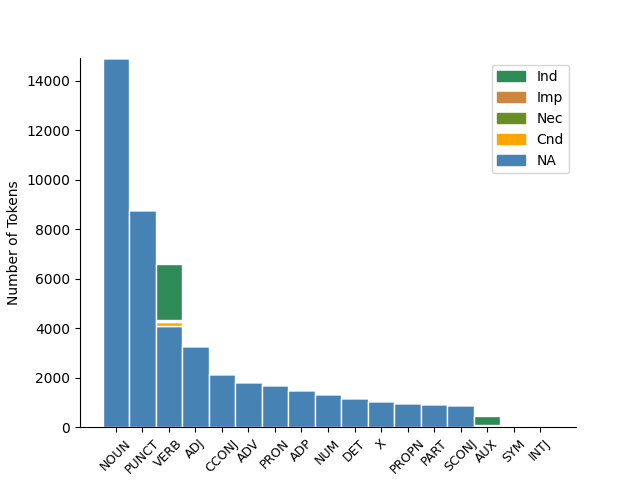 14000
12000
10000
8000
6000
4000
2000
0
Number of Tokens
Ind
Imp
Nec
Cnd
NA
NOUN
PUNCT
VERB
ADJ
CCONJ
ADV
PRON
ADP
NUM
DET
X
PROPN
PART
SCONJ
AUX
SYM
INTJ